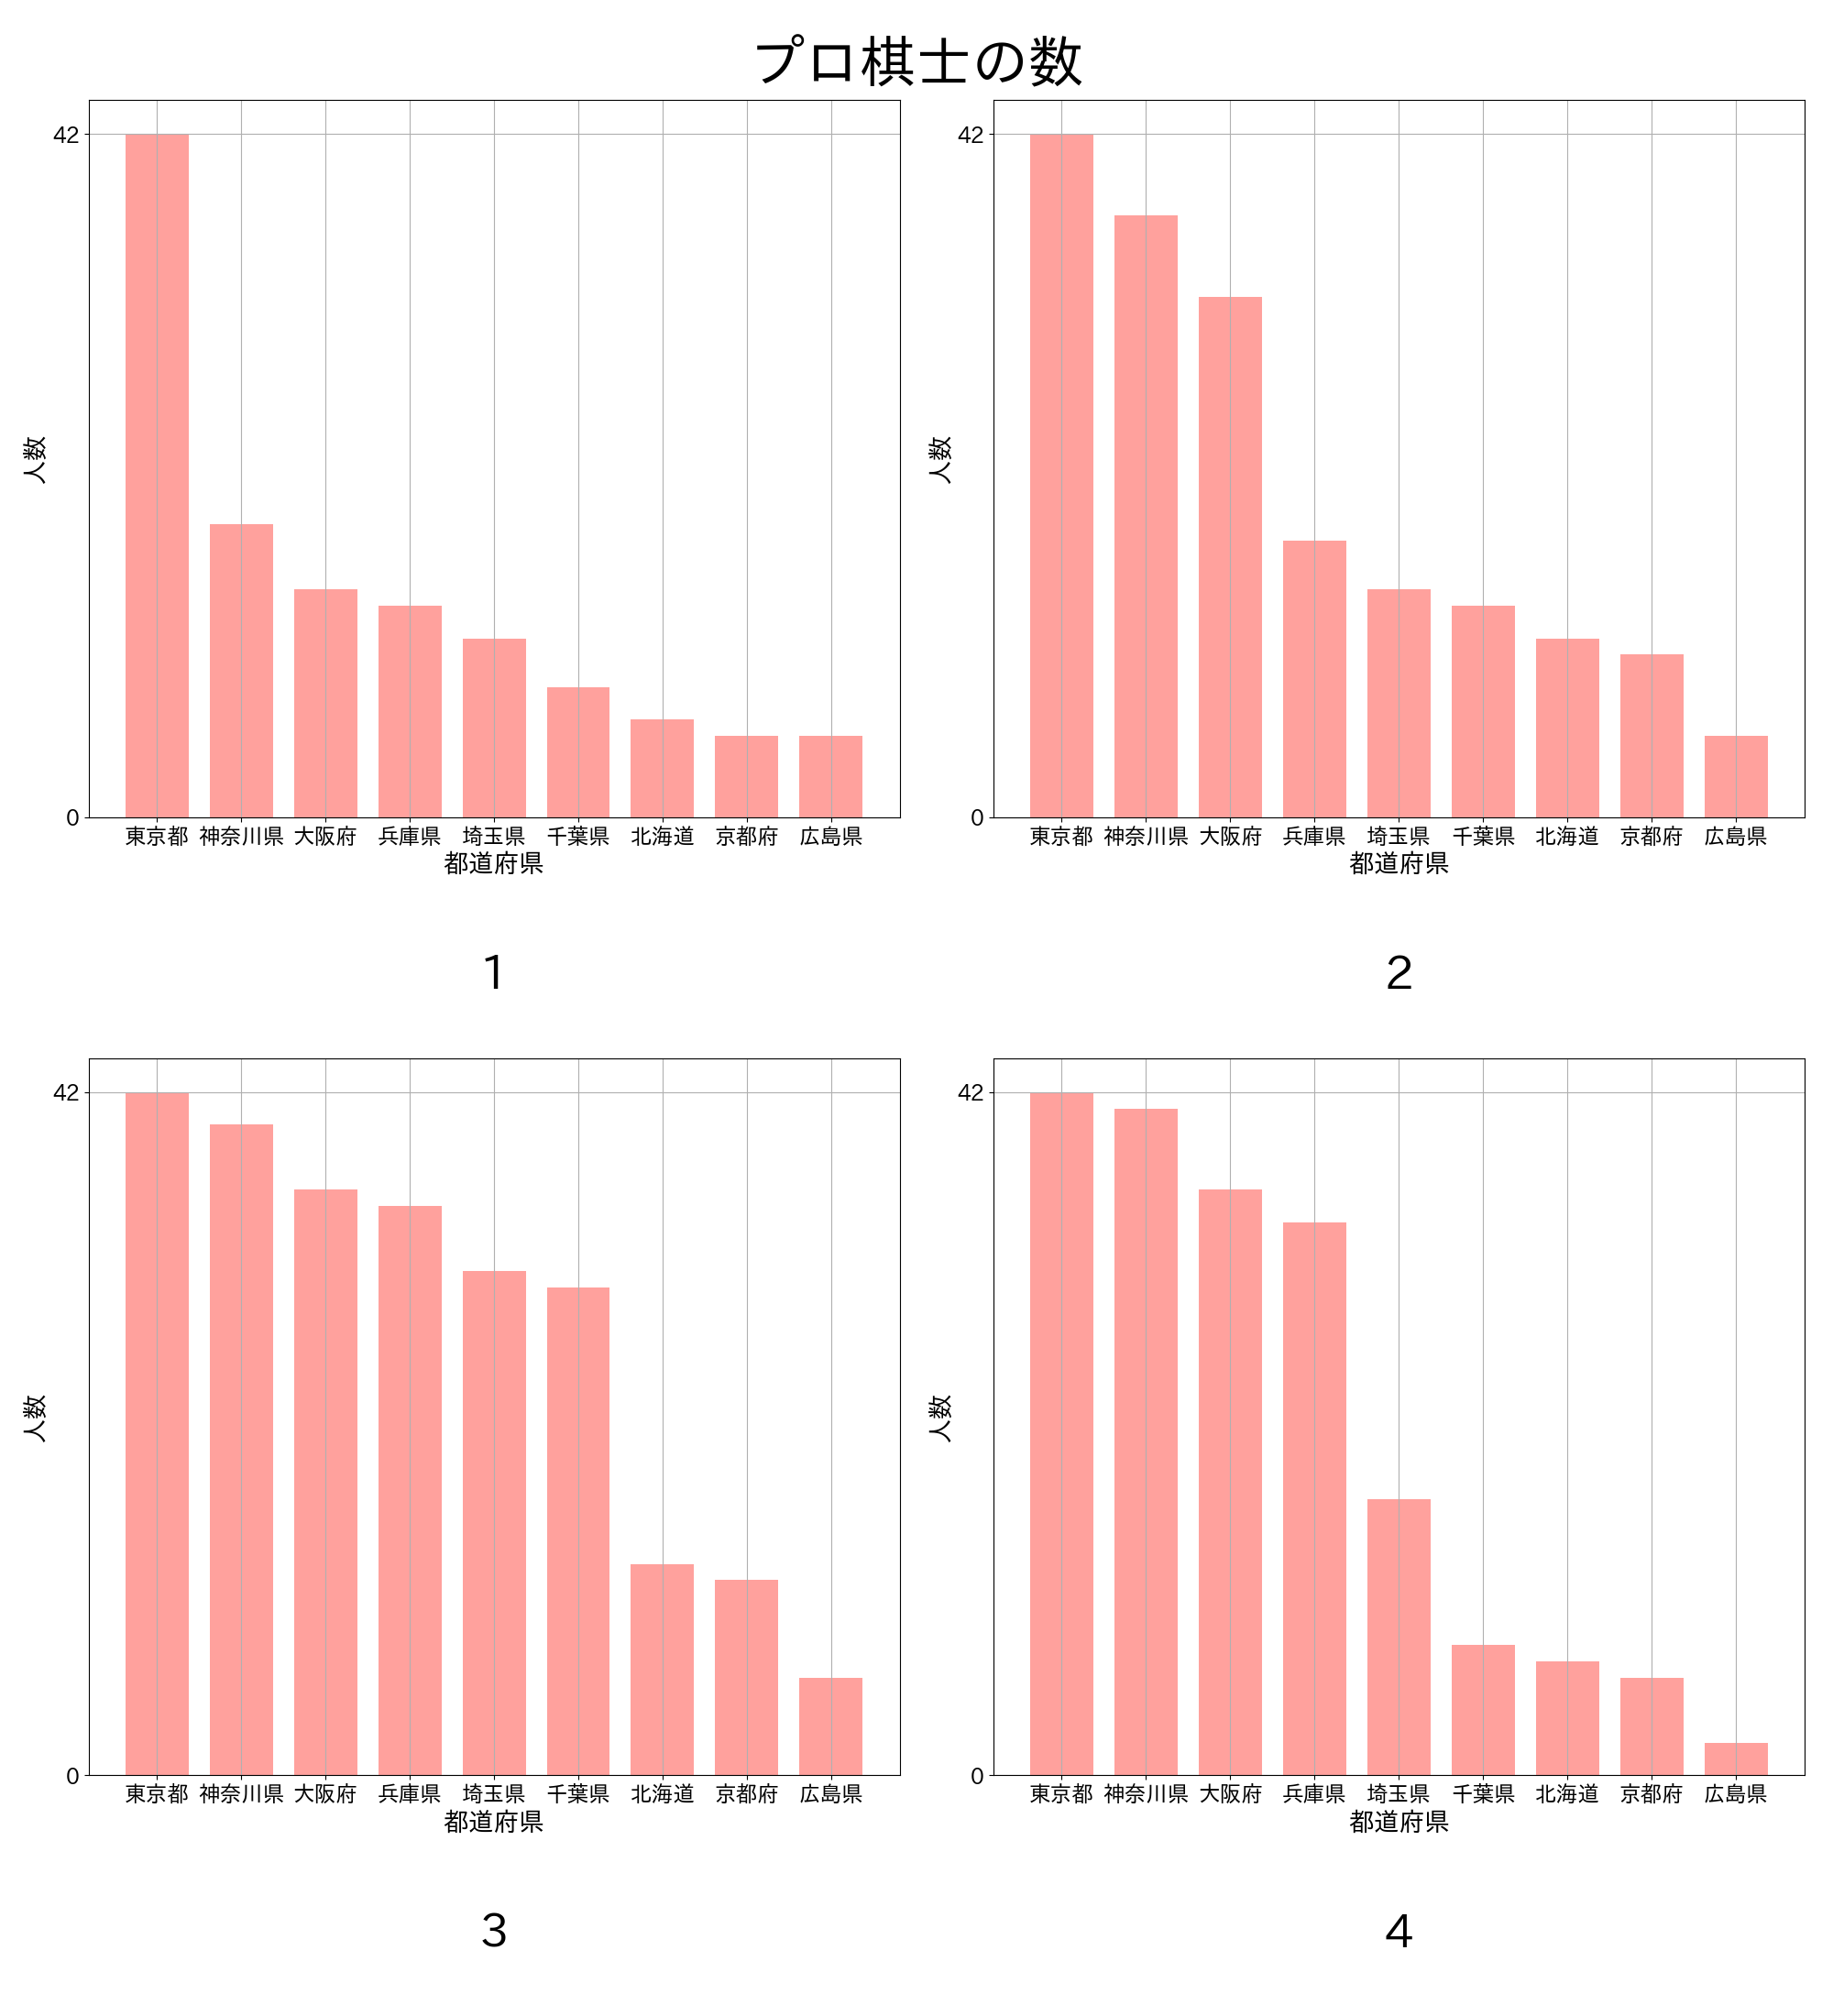 プロ棋士の数
42
0
人数
東京都 神奈川県 大阪府 兵庫県 埼玉県 千葉県 北海道 京都府 広島県
都道府県
1
42
0
人数
東京都 神奈川県 大阪府 兵庫県 埼玉県 千葉県 北海道 京都府 広島県
都道府県
2
42
0
人数
東京都 神奈川県 大阪府 兵庫県 埼玉県 千葉県 北海道 京都府 広島県
都道府県
3
42
0
人数
東京都 神奈川県 大阪府 兵庫県 埼玉県 千葉県 北海道 京都府 広島県
都道府県
4